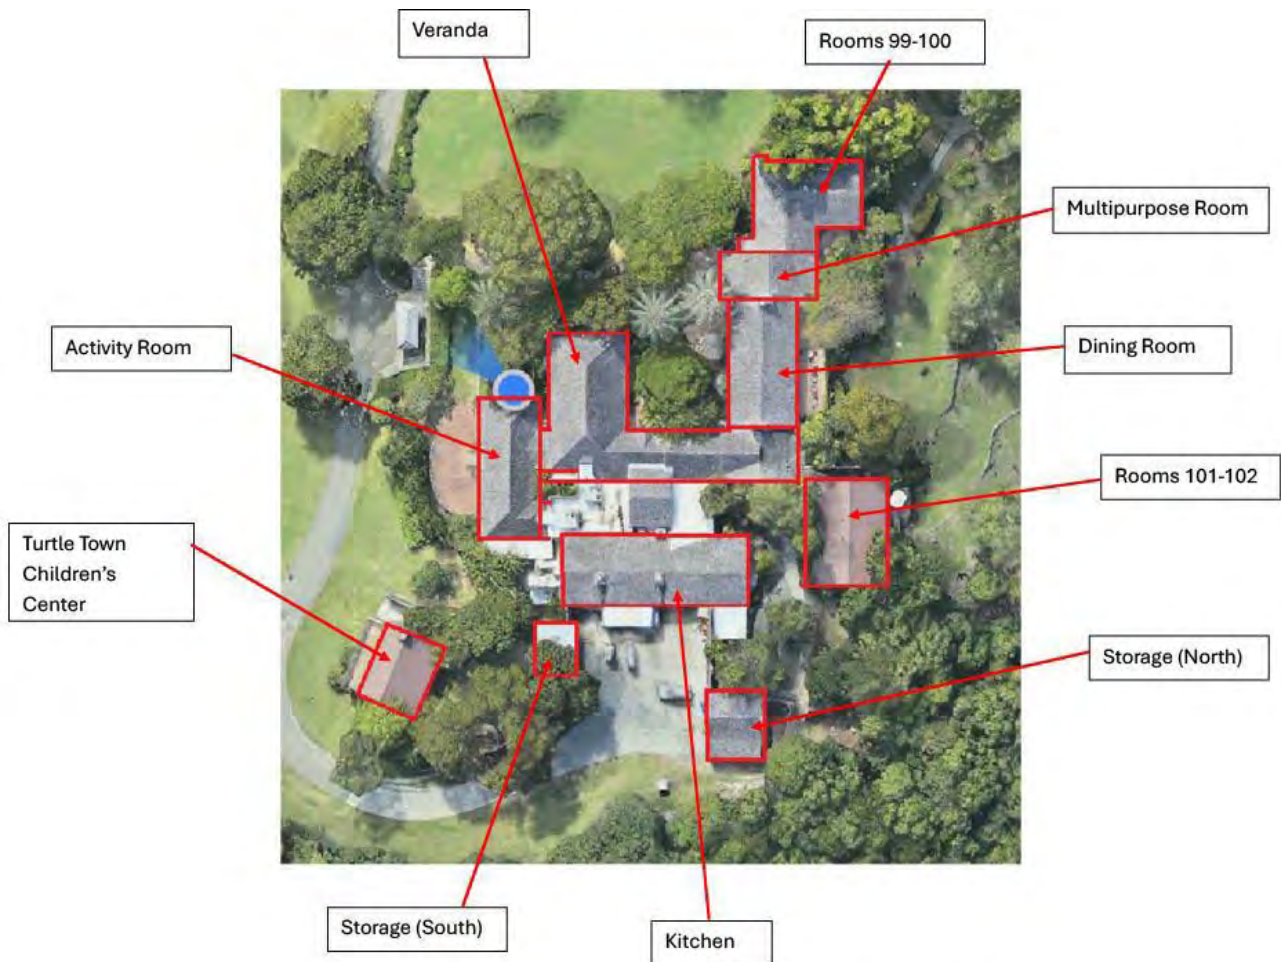 Veranda
Rooms 99-100
Multipurpose Room
Activity Room
Dining Room
Rooms 101-102
Turtle Town
Children's
Center
Storage (North)
Storage (South)
Kitchen